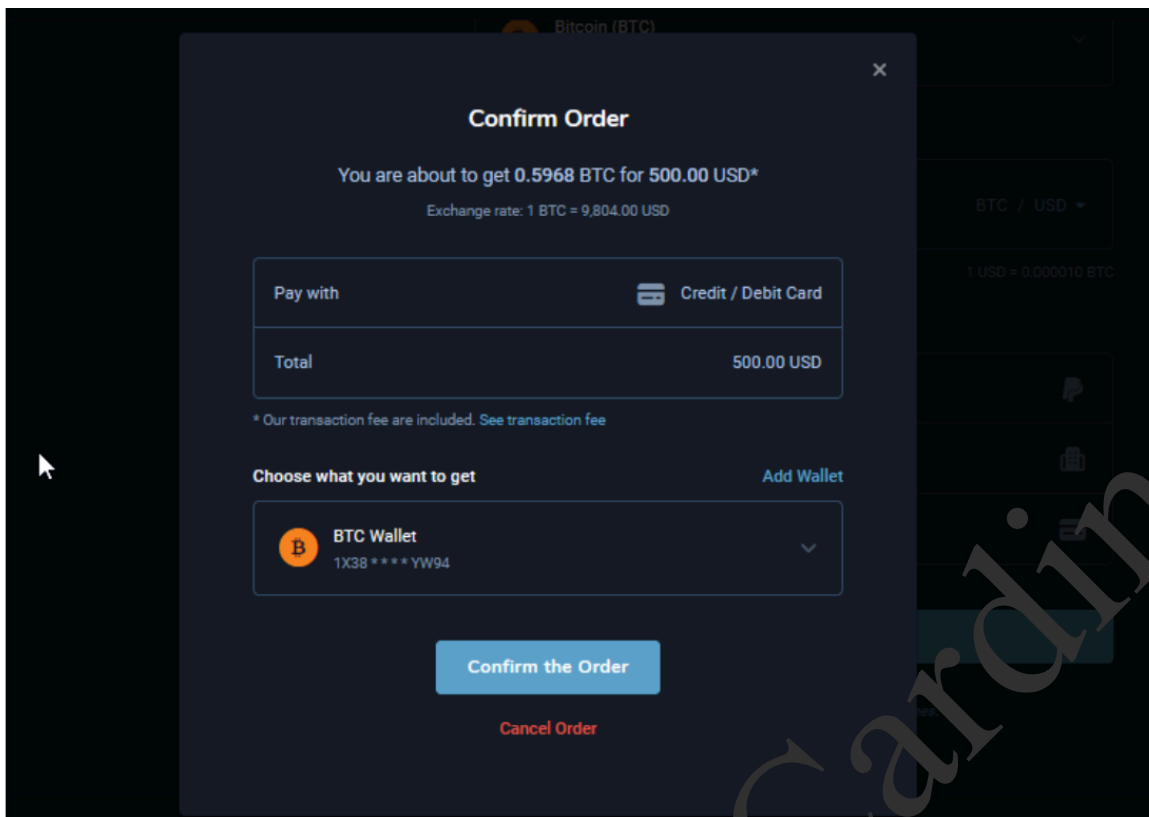 Bitcoin (BTC)
Confirm Order
You are about to get 0.5968 BTC for 500.00 USD*
Exchange rate: 1 BTC = 9,804.00 USD
BTC / USD
1 USD = 0.000010 BTC
Pay with
Credit / Debit Card
Total
500.00 USD
* Our transaction fee are included. See transaction fee
Choose what you want to get
Add Wallet
BTC Wallet
1X38 * * * * YW94
Confirm the Order
Cancel Order
Cardin